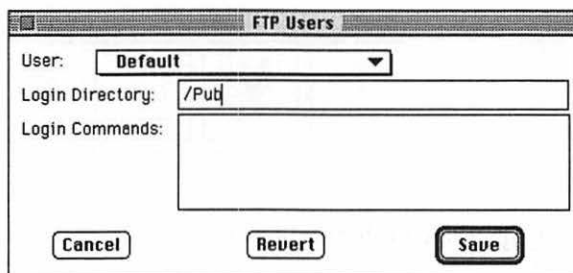 FTP Users
User: Default
Login Directory: /Pub
Login Commands:
Cancel Revert Save